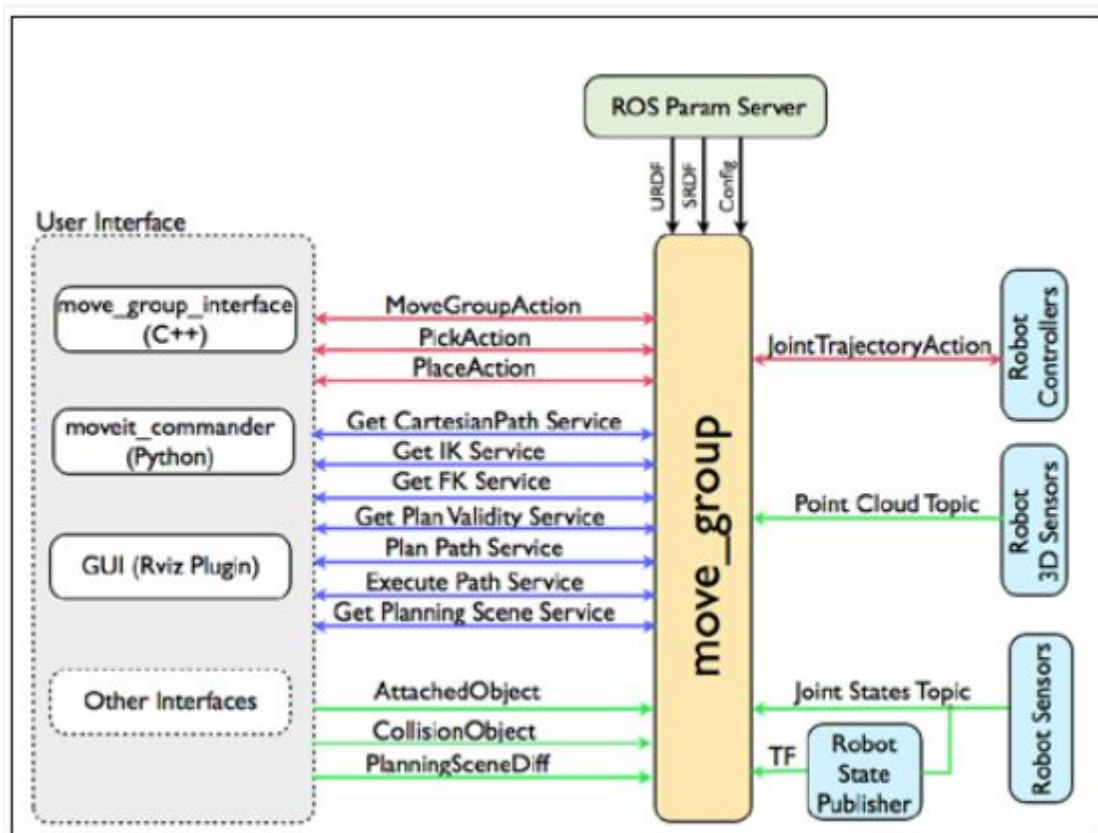 ROS Param Server
URDF
SRDF
Config
User Interface
move_group_interface
(C++)
moveit_commander
(Python)
GUI (Rviz Plugin)
Other Interfaces
MoveGroupAction
PickAction
PlaceAction
Get CartesianPath Service
Get IK Service
Get FK Service
Get Plan Validity Service
Plan Path Service
Execute Path Service
Get Planning Scene Service
AttachedObject
CollisionObject
PlanningSceneDiff
move_group
JointTrajectoryAction
Robot
Controllers
Point Cloud Topic
Robot
3D Sensors
Joint States Topic
TF
Robot
State
Publisher
Robot Sensors